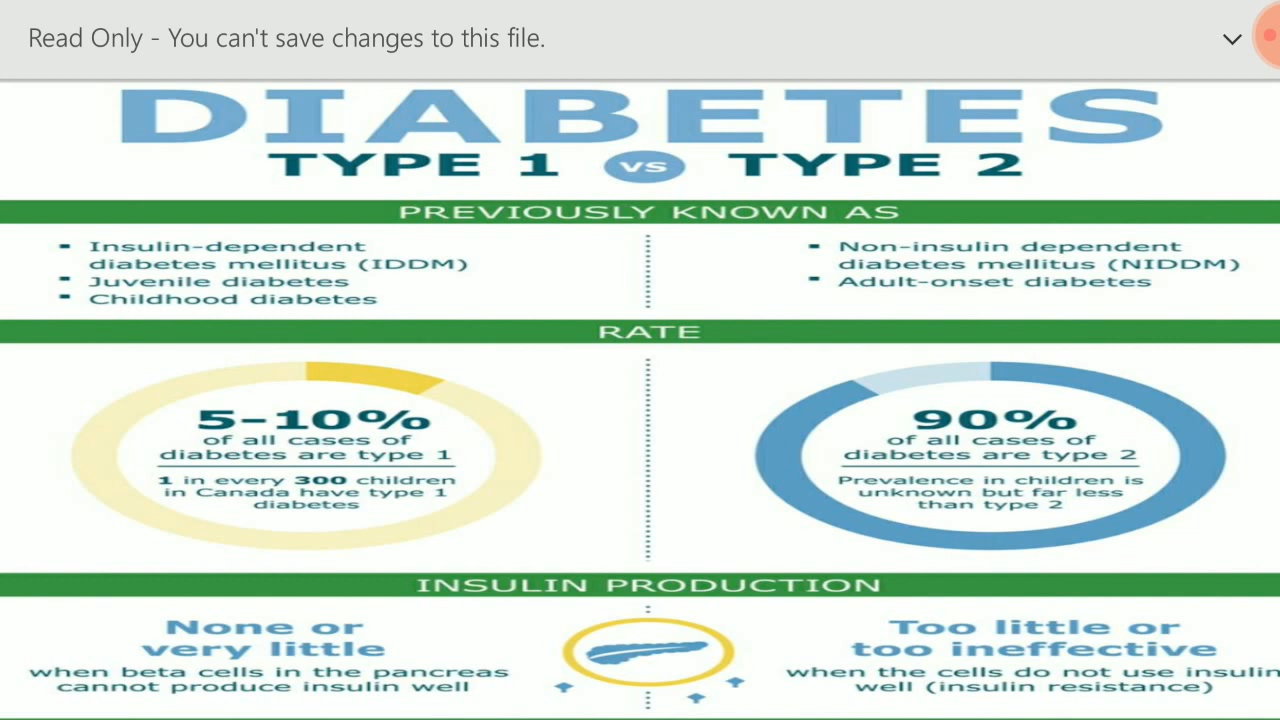 Read Only - You can't save changes to this file.
DIABETES
TYPE 1 vs TYPE 2
PREVIOUSLY KNOWN AS
▪ Insulin-dependent
diabetes mellitus (IDDM)
▪ Juvenile diabetes
▪ Childhood diabetes
▪ Non-insulin dependent
diabetes mellitus (NIDDM)
▪ Adult-onset diabetes
RATE
5-10%
of all cases of
diabetes are type 1
1 in every 300 children
in Canada have type 1
diabetes
90%
of all cases of
diabetes are type 2
Prevalence in children is
unknown but far less
than type 2
INSULIN PRODUCTION
None or
very little
when beta cells in the pancreas
cannot produce insulin well
Too little or
too ineffective
when the cells do not use insulin
well (insulin resistance)